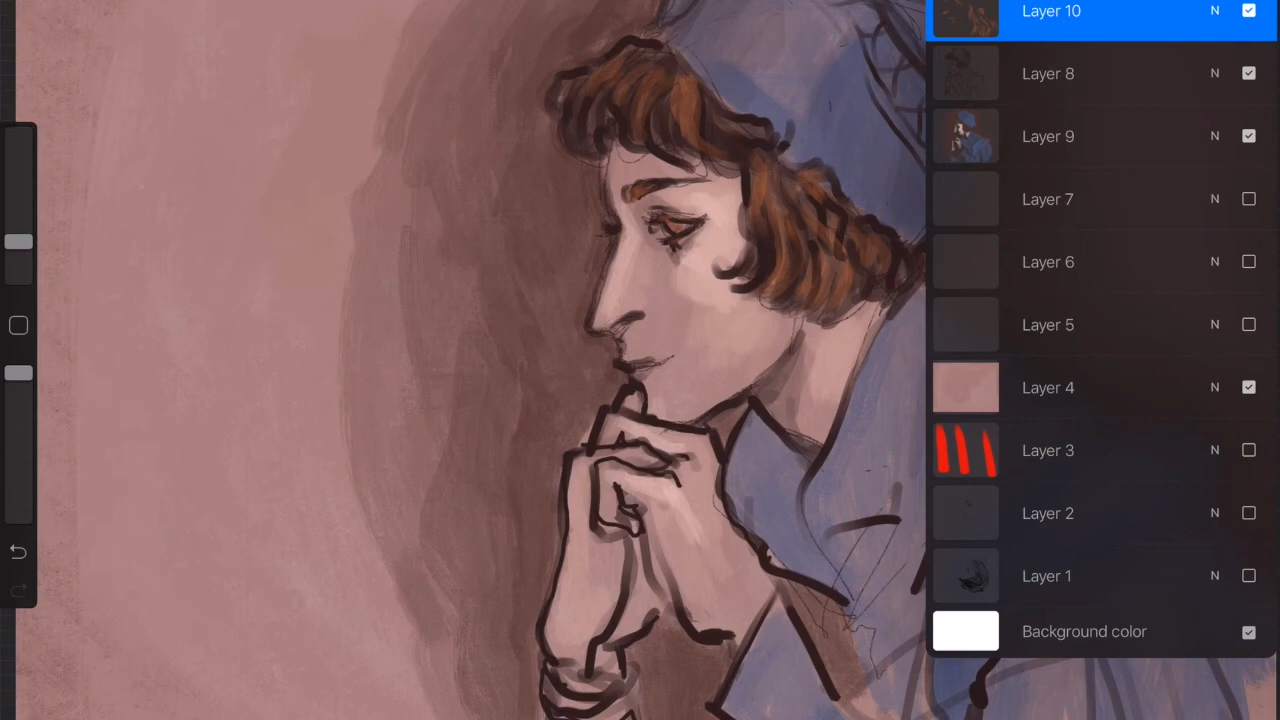 Layer 10 N
Layer 8 N
Layer 9 N
Layer 7 N
Layer 6 N
Layer 5 N
Layer 4 N
Layer 3 N
Layer 2 N
Layer 1 N
Background color